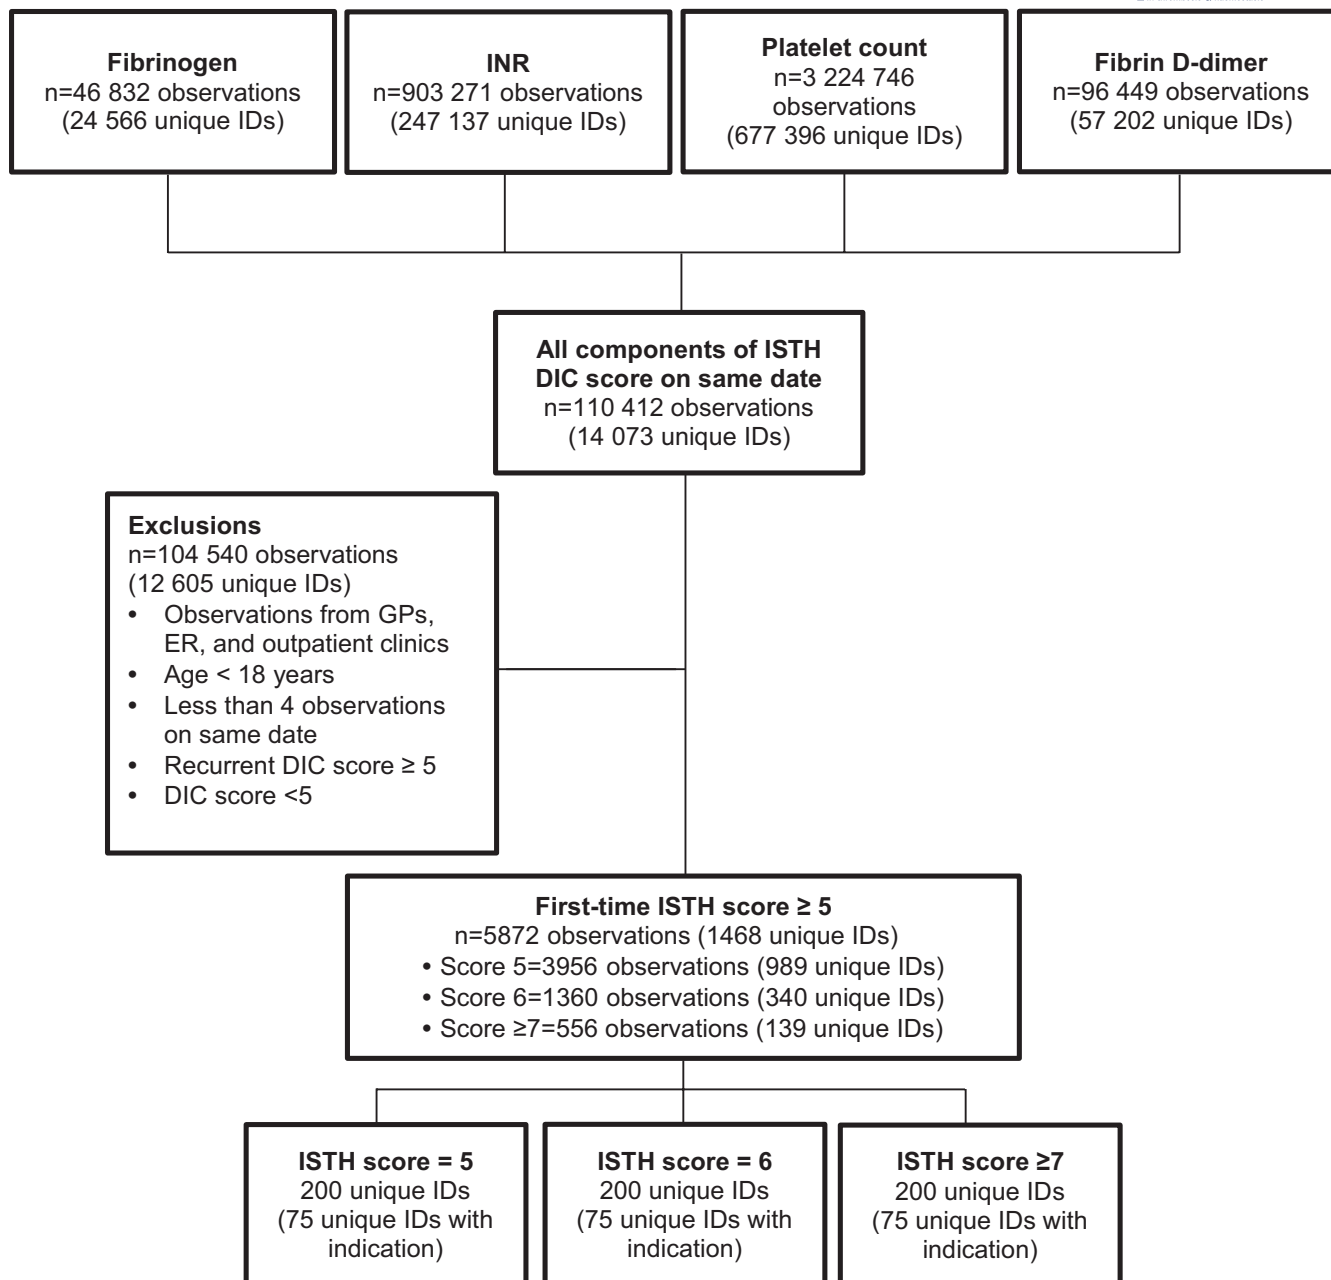 Fibrinogen
n=46 832 observations
(24 566 unique IDs)
INR
n=903 271 observations
(247 137 unique IDs)
Platelet count
n=3 224 746
observations
(677 396 unique IDs)
Fibrin D-dimer
n=96 449 observations
(57 202 unique IDs)
All components of ISTH
DIC score on same date
n=110 412 observations
(14 073 unique IDs)
Exclusions
n=104 540 observations
(12 605 unique IDs)
• Observations from GPs,
ER, and outpatient clinics
• Age < 18 years
• Less than 4 observations
on same date
• Recurrent DIC score ≥ 5
• DIC score <5
First-time ISTH score ≥ 5
n=5872 observations (1468 unique IDs)
• Score 5=3956 observations (989 unique IDs)
• Score 6=1360 observations (340 unique IDs)
• Score ≥7=556 observations (139 unique IDs)
ISTH score = 5
200 unique IDs
(75 unique IDs with
indication)
ISTH score = 6
200 unique IDs
(75 unique IDs with
indication)
ISTH score ≥7
200 unique IDs
(75 unique IDs with
indication)